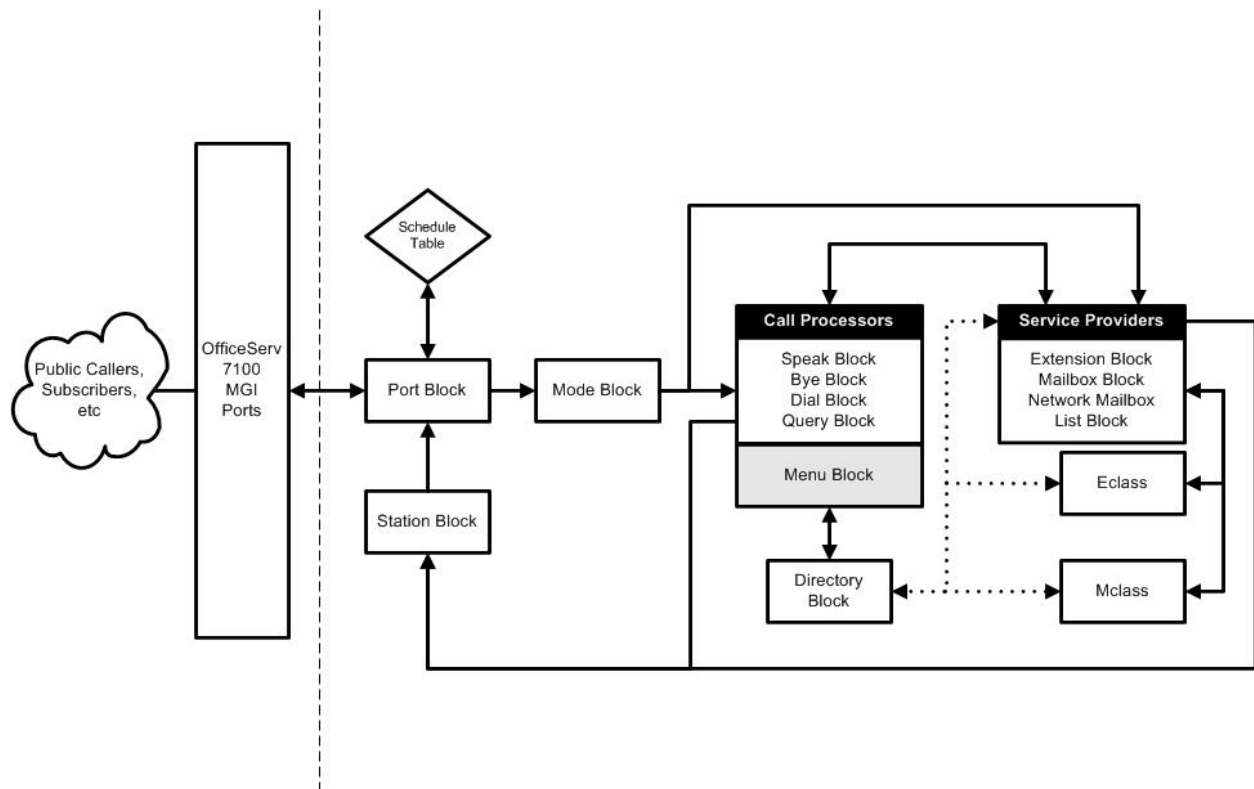 Public Callers,
Subscribers,
etc
OfficeServ
7100
MGI
Ports
Schedule
Table
Port Block
Mode Block
Station Block
Call Processors
Speak Block
Bye Block
Dial Block
Query Block
Menu Block
Directory
Block
Service Providers
Extension Block
Mailbox Block
Network Mailbox
List Block
Eclass
Mclass